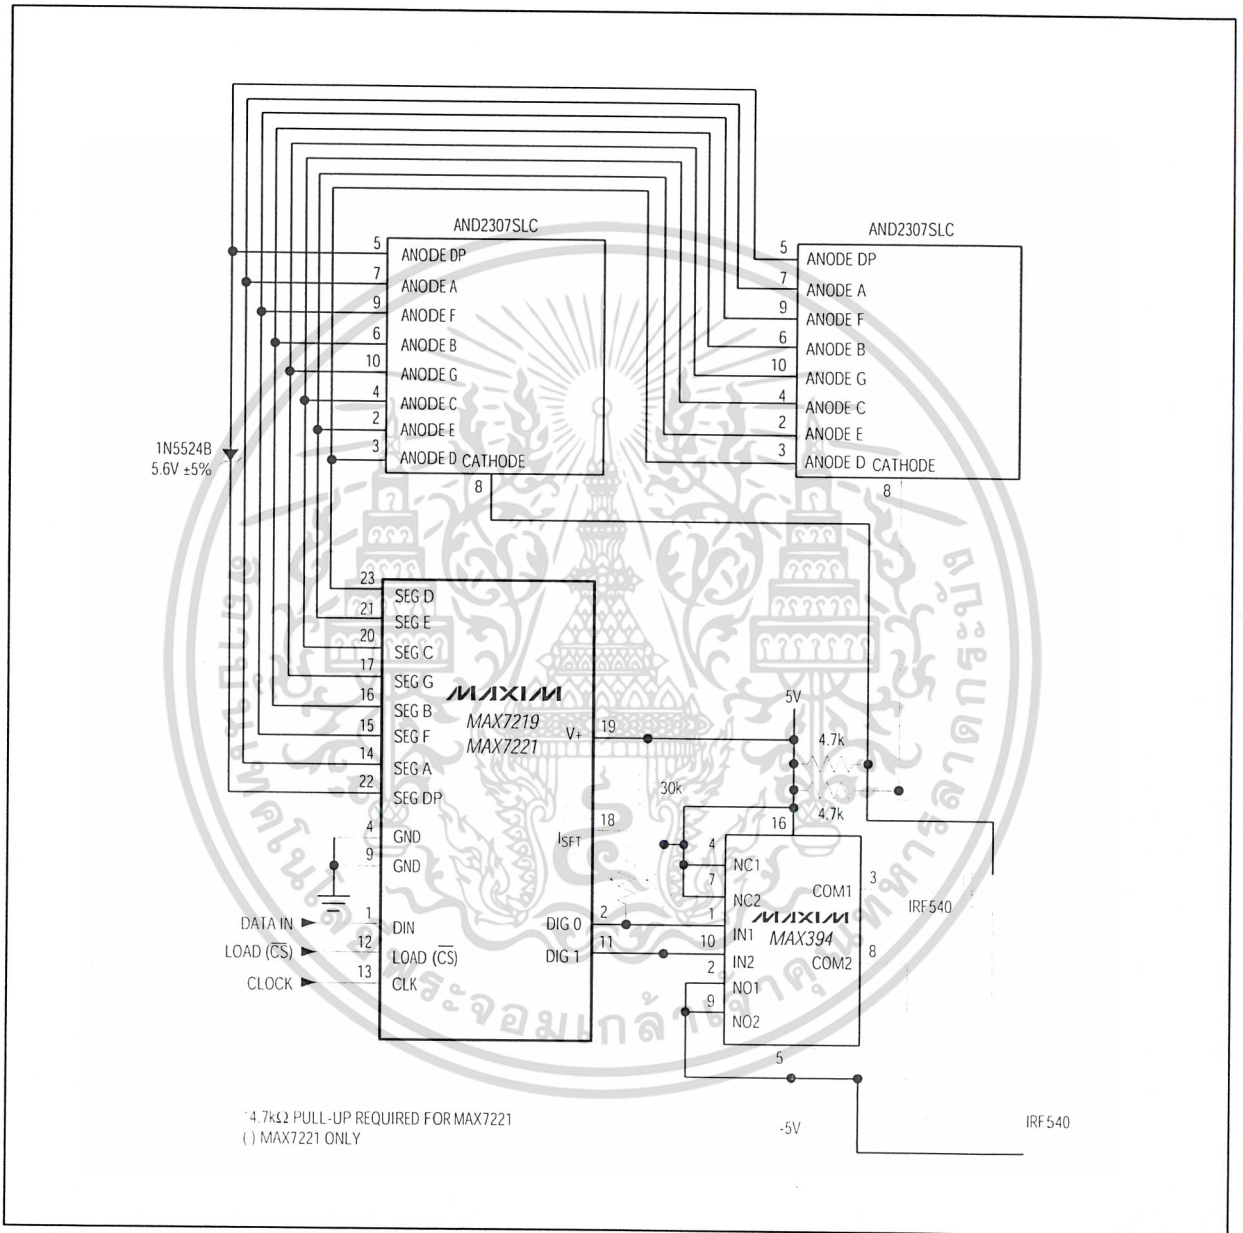 AND2307SLC
5 ANODE DP
7 ANODE A
9 ANODE F
6 ANODE B
10 ANODE G
4 ANODE C
2 ANODE E
3 ANODE D CATHODE
8
AND2307SLC
5 ANODE DP
7 ANODE A
9 ANODE F
6 ANODE B
10 ANODE G
4 ANODE C
2 ANODE E
3 ANODE D CATHODE
8
1N5524B
5.6V ±5%
23 SEG D
21 SEG E
20 SEG C
17 SEG G
16 SEG B
15 SEG F
14 SEG A
22 SEG DP
4 GND
9 GND
DATA IN 1 DIN
LOAD (C̅S̅) 12 LOAD (C̅S̅)
CLOCK 13 CLK
MAXIM
MAX7219
MAX7221
V+ 19
ISET 18
DIG 0 2
DIG 1 11
30k
5V
4.7k
4.7k
16
4 NC1
7 NC2
1 IN1
10 IN2
2 NO1
9 NO2
MAXIM
MAX394
COM1 3
COM2 8
5
-5V
IRF540
IRF540
4.7kΩ PULL-UP REQUIRED FOR MAX7221
( ) MAX7221 ONLY